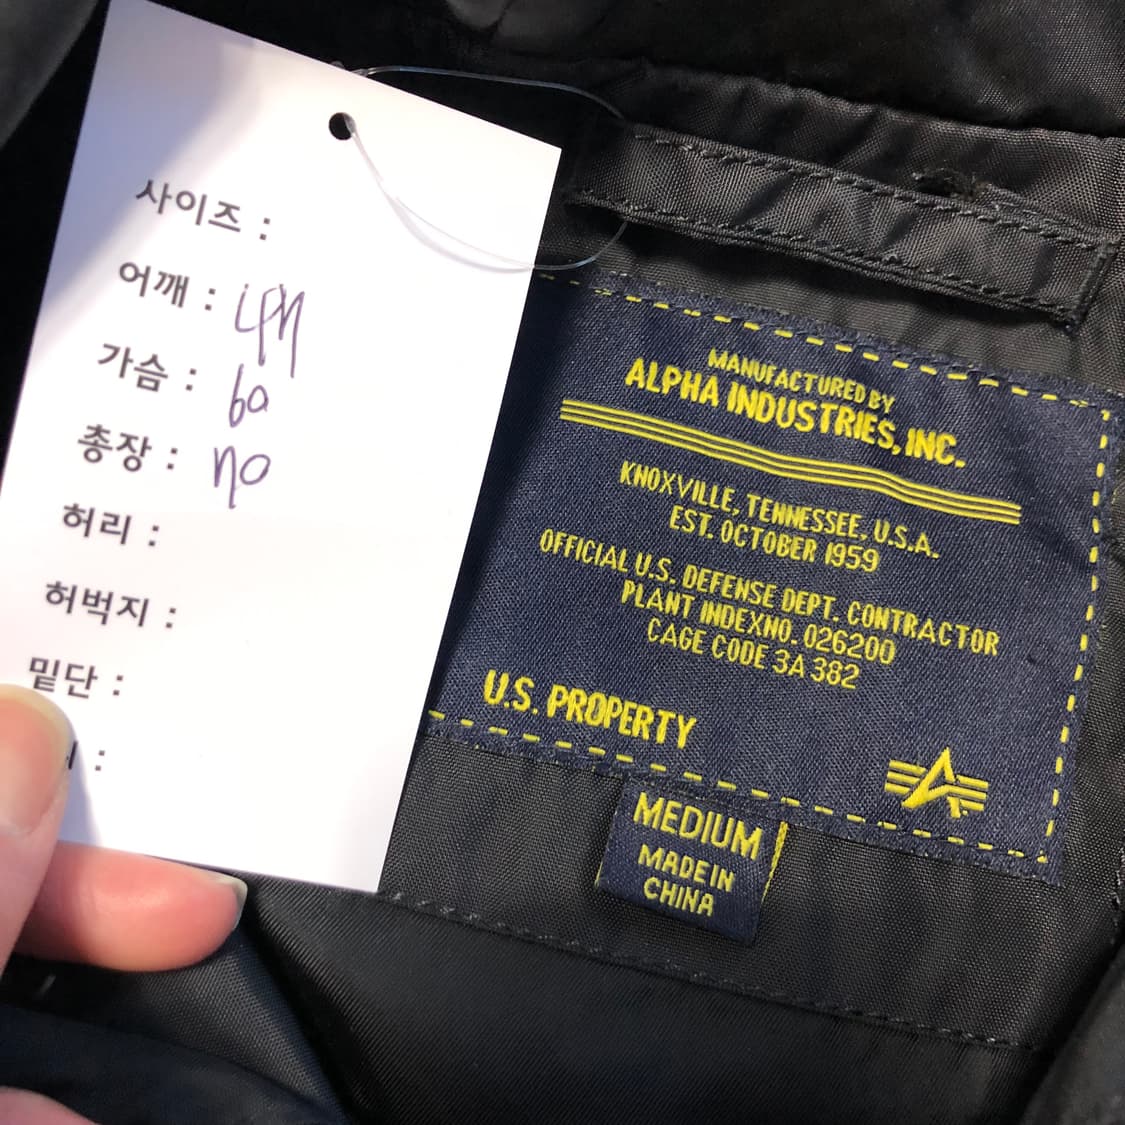 사이즈 :
어깨 : 47
가슴 : 60
총장 : 70
허리 :
허벅지 :
밑단 :
MANUFACTURED BY
ALPHA INDUSTRIES, INC.
KNOXVILLE, TENNESSEE, U.S.A.
EST. OCTOBER 1959
OFFICIAL U.S. DEFENSE DEPT. CONTRACTOR
PLANT INDEXNO. 026200
CAGE CODE 3A 382
U.S. PROPERTY
MEDIUM
MADE IN
CHINA